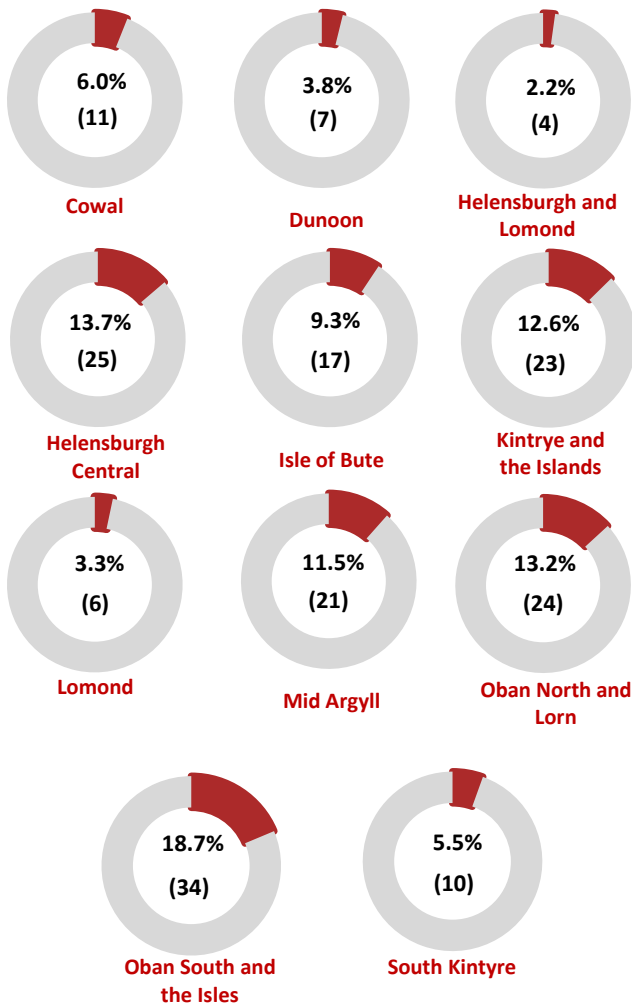 6.0%
(11)
Cowal
3.8%
(7)
Dunoon
2.2%
(4)
Helensburgh and
Lomond
13.7%
(25)
Helensburgh
Central
9.3%
(17)
Isle of Bute
12.6%
(23)
Kintrye and
the Islands
3.3%
(6)
Lomond
11.5%
(21)
Mid Argyll
13.2%
(24)
Oban North and
Lorn
18.7%
(34)
Oban South and
the Isles
5.5%
(10)
South Kintyre